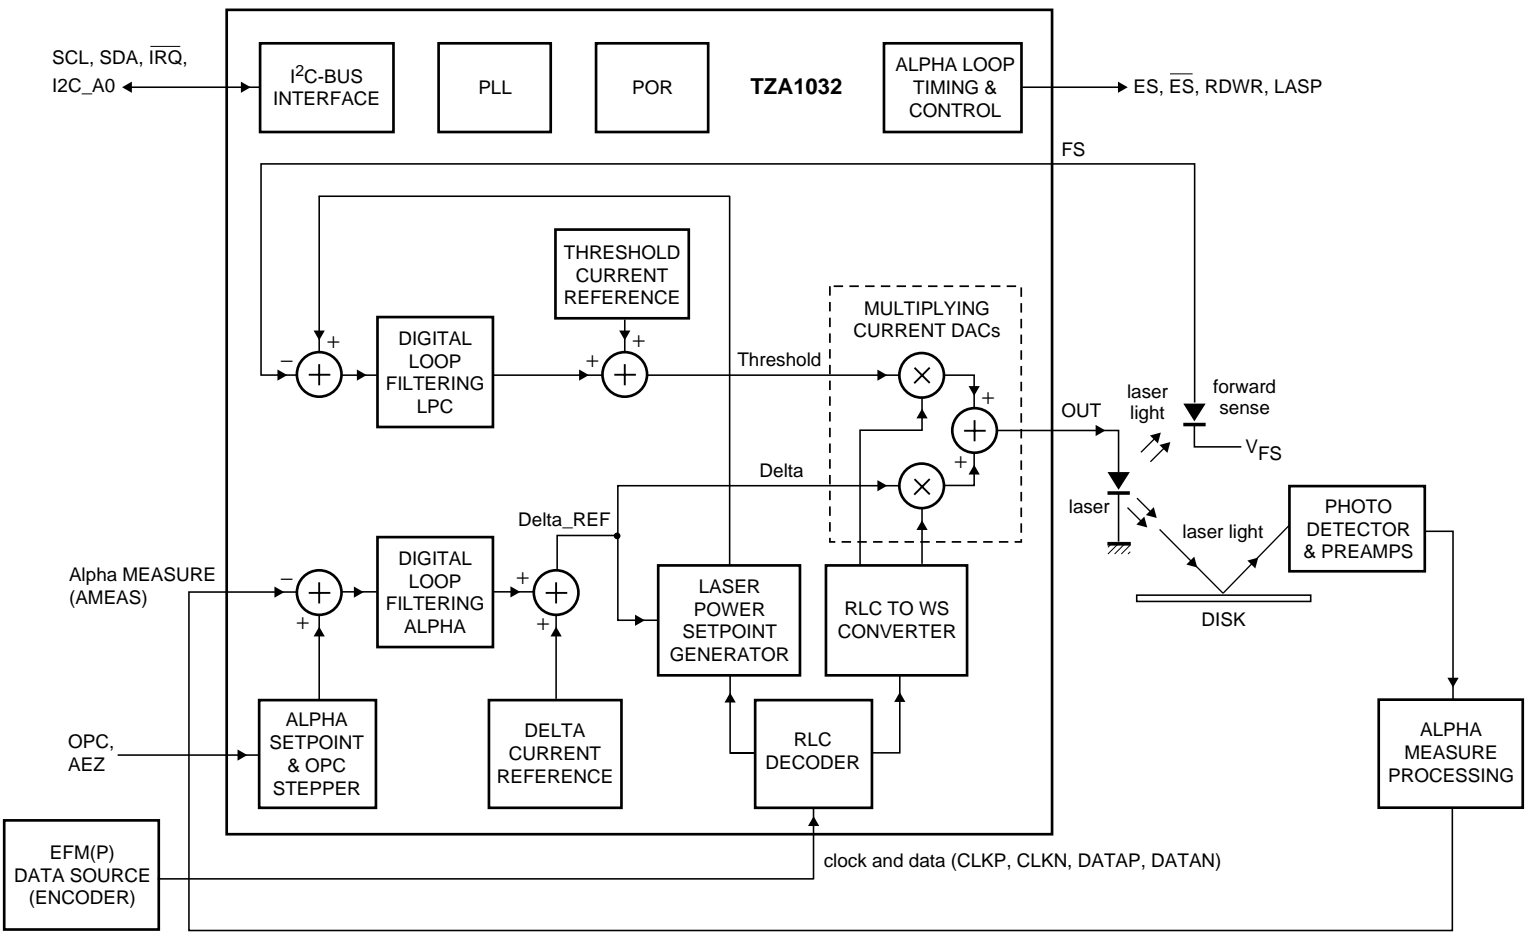 SCL, SDA, IRQ,
I2C_A0
I2C-BUS
INTERFACE
PLL
POR
TZA1032
ALPHA LOOP
TIMING &
CONTROL
ES, ES, RDWR, LASP
FS
THRESHOLD
CURRENT
REFERENCE
MULTIPLYING
CURRENT DACs
− +
+
DIGITAL
LOOP
FILTERING
LPC
+ +
+
Threshold
×
+
+
+
OUT
laser
light
forward
sense
VFS
Delta
×
laser
laser light
PHOTO
DETECTOR
& PREAMPS
DISK
Delta_REF
Alpha MEASURE
(AMEAS)
−
+
+
DIGITAL
LOOP
FILTERING
ALPHA
+
+
+
LASER
POWER
SETPOINT
GENERATOR
RLC TO WS
CONVERTER
OPC,
AEZ
ALPHA
SETPOINT
& OPC
STEPPER
DELTA
CURRENT
REFERENCE
RLC
DECODER
ALPHA
MEASURE
PROCESSING
EFM(P)
DATA SOURCE
(ENCODER)
clock and data (CLKP, CLKN, DATAP, DATAN)